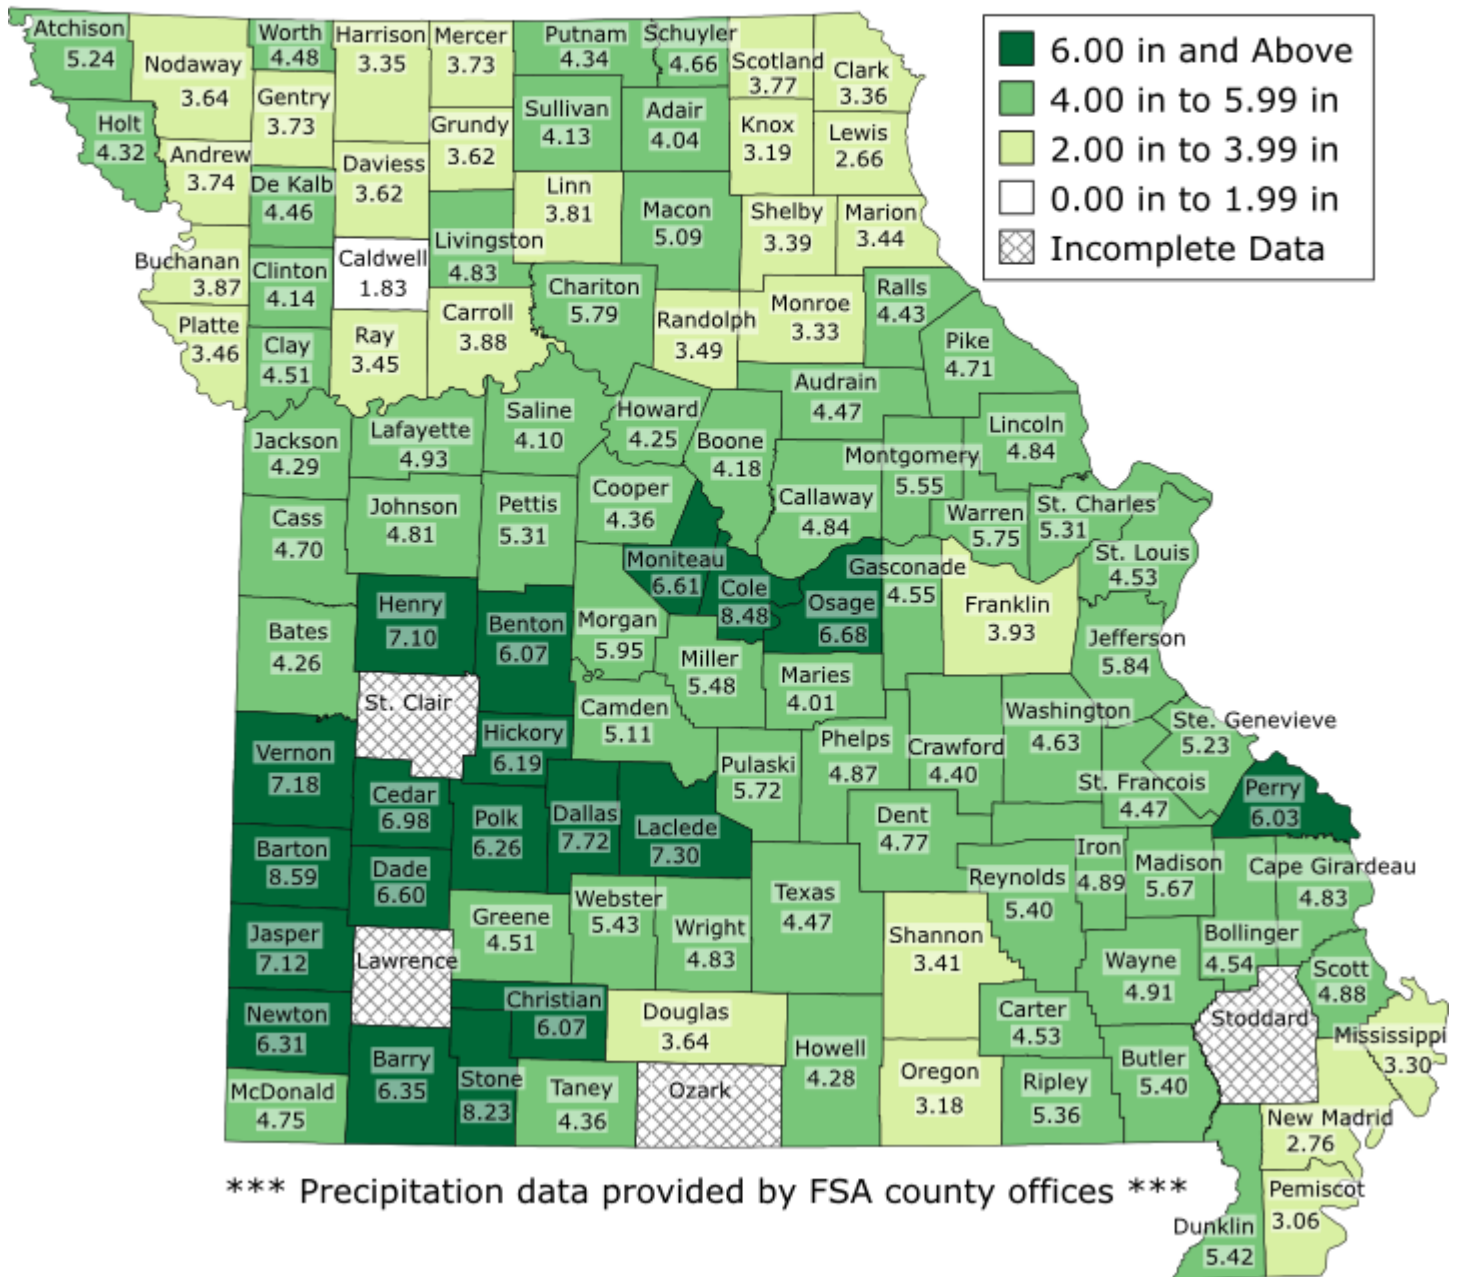 Atchison
5.24
Nodaway
3.64
Worth
4.48
Harrison
3.35
Mercer
3.73
Putnam
4.34
Schuyler
4.66
Scotland
3.77
Clark
3.36
6.00 in and Above
4.00 in to 5.99 in
2.00 in to 3.99 in
0.00 in to 1.99 in
Incomplete Data
Holt
4.32
Gentry
3.73
Grundy
3.62
Sullivan
4.13
Adair
4.04
Knox
3.19
Lewis
2.66
Andrew
3.74
De Kalb
4.46
Daviess
3.62
Linn
3.81
Macon
5.09
Shelby
3.39
Marion
3.44
Buchanan
3.87
Clinton
4.14
Caldwell
1.83
Livingston
4.83
Chariton
5.79
Randolph
3.49
Monroe
3.33
Ralls
4.43
Platte
3.46
Clay
4.51
Ray
3.45
Carroll
3.88
Pike
4.71
Audrain
4.47
Jackson
4.29
Lafayette
4.93
Saline
4.10
Howard
4.25
Boone
4.18
Lincoln
4.84
Montgomery
5.55
Callaway
4.84
Warren
5.75
St. Charles
5.31
St. Louis
4.53
Cass
4.70
Johnson
4.81
Pettis
5.31
Cooper
4.36
Moniteau
6.61
Cole
8.48
Osage
6.68
Gasconade
4.55
Franklin
3.93
Jefferson
5.84
Bates
4.26
Henry
7.10
Benton
6.07
Morgan
5.95
Miller
5.48
Maries
4.01
St. Clair
Camden
5.11
Washington
4.63
Ste. Genevieve
5.23
Vernon
7.18
Hickory
6.19
Pulaski
5.72
Phelps
4.87
Crawford
4.40
St. Francois
4.47
Perry
6.03
Cedar
6.98
Polk
6.26
Dallas
7.72
Laclede
7.30
Dent
4.77
Iron
4.89
Madison
5.67
Cape Girardeau
4.83
Barton
8.59
Dade
6.60
Reynolds
5.40
Greene
4.51
Webster
5.43
Wright
4.83
Texas
4.47
Shannon
3.41
Bollinger
4.54
Jasper
7.12
Lawrence
Wayne
4.91
Scott
4.88
Newton
6.31
Christian
6.07
Douglas
3.64
Howell
4.28
Carter
4.53
Stoddard
Mississippi
3.30
Barry
6.35
Stone
8.23
Taney
4.36
Ozark
Oregon
3.18
Ripley
5.36
Butler
5.40
McDonald
4.75
New Madrid
2.76
Pemiscot
3.06
Dunklin
5.42
*** Precipitation data provided by FSA county offices ***